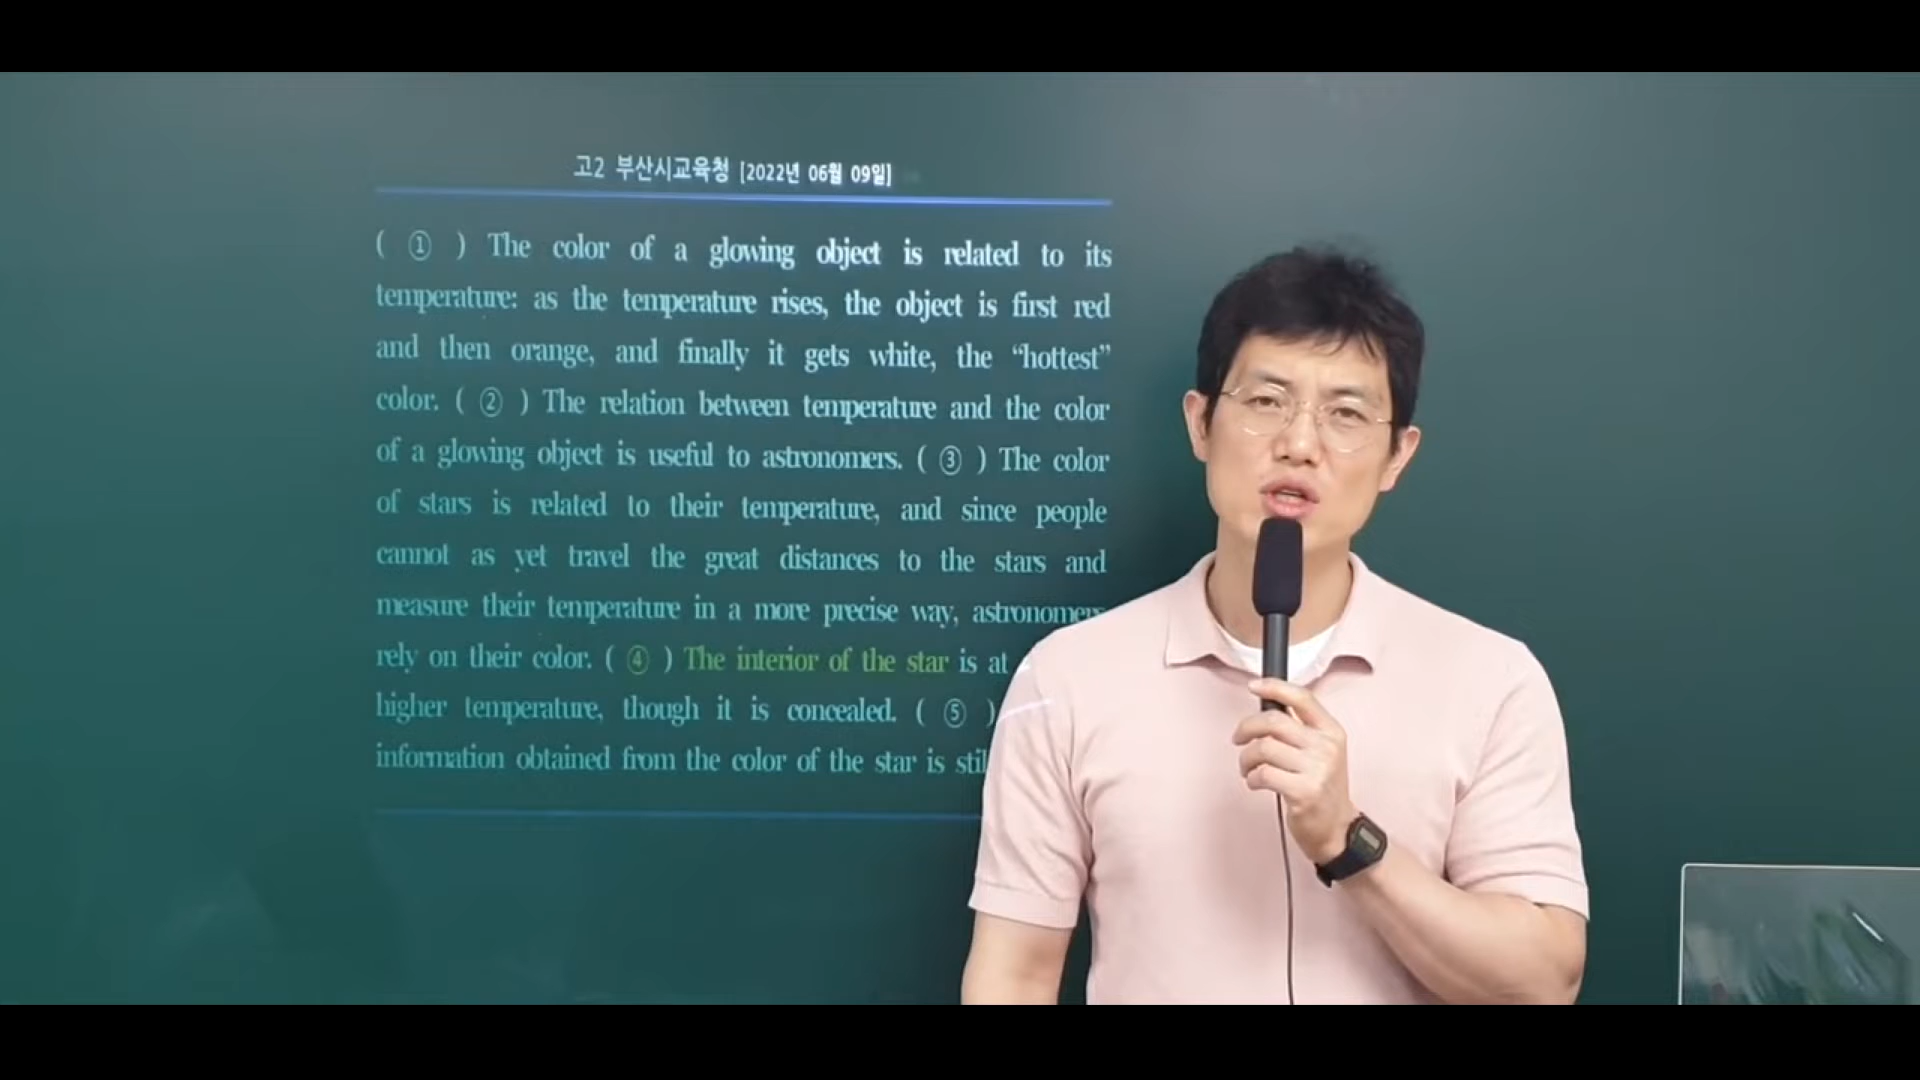 고2 부산시교육청 [2022년 06월 09일]
( ① ) The color of a glowing object is related to its
temperature: as the temperature rises, the object is first red
and then orange, and finally it gets white, the “hottest”
color. ( ② ) The relation between temperature and the color
of a glowing object is useful to astronomers. ( ③ ) The color
of stars is related to their temperature, and since people
cannot as yet travel the great distances to the stars and
measure their temperature in a more precise way, astronomers
rely on their color. ( ④ ) The interior of the star is at
higher temperature, though it is concealed. ( ⑤ )
information obtained from the color of the star is